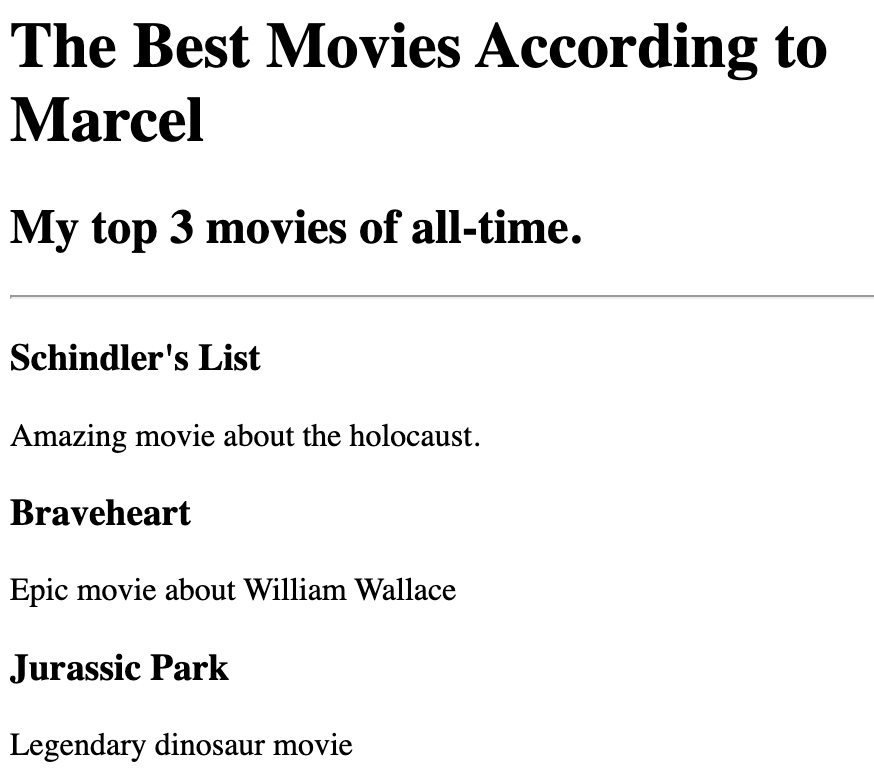 The Best Movies According to
Marcel
My top 3 movies of all-time.
Schindler's List
Amazing movie about the holocaust.
Braveheart
Epic movie about William Wallace
Jurassic Park
Legendary dinosaur movie